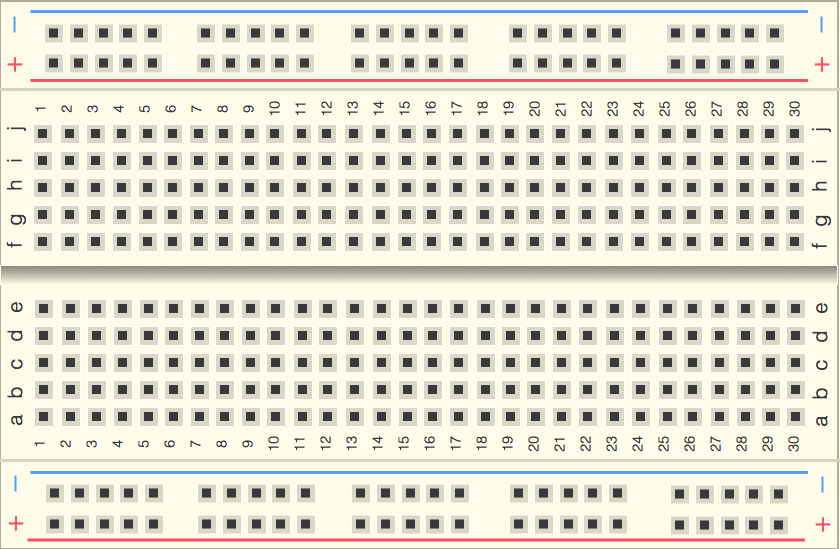 − −
+ +
1 2 3 4 5 6 7 8 9 10 11 12 13 14 15 16 17 18 19 20 21 22 23 24 25 26 27 28 29 30
j j
i i
h h
g g
f f
e e
d d
c c
b b
a a
1 2 3 4 5 6 7 8 9 10 11 12 13 14 15 16 17 18 19 20 21 22 23 24 25 26 27 28 29 30
− −
+ +